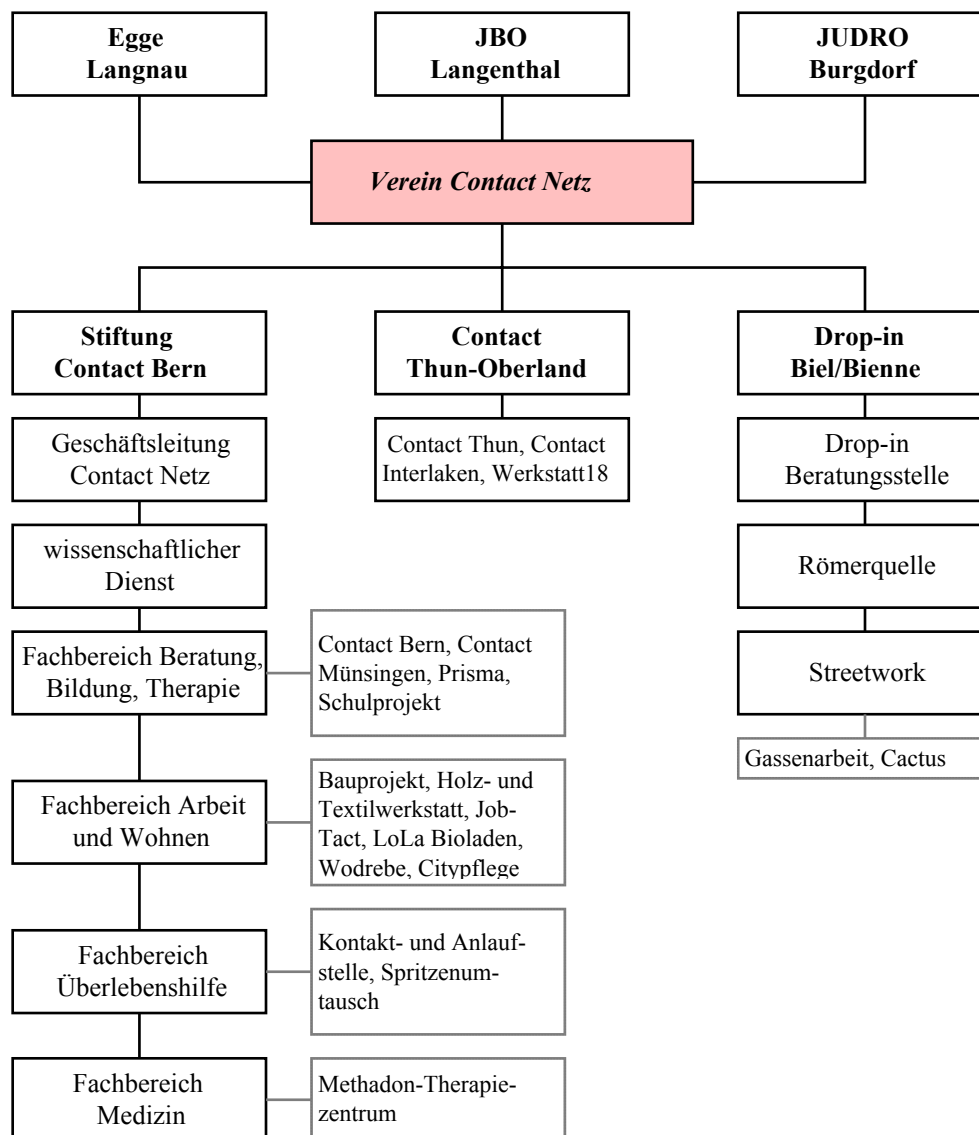 Egge
Langnau
JBO
Langenthal
JUDRO
Burgdorf
Verein Contact Netz
Stiftung
Contact Bern
Contact
Thun-Oberland
Drop-in
Biel/Bienne
Geschäftsleitung
Contact Netz
Contact Thun, Contact
Interlaken, Werkstatt18
Drop-in
Beratungsstelle
wissenschaftlicher
Dienst
Römerquelle
Fachbereich Beratung,
Bildung, Therapie
Contact Bern, Contact
Münsingen, Prisma,
Schulprojekt
Streetwork
Gassenarbeit, Cactus
Fachbereich Arbeit
und Wohnen
Bauprojekt, Holz- und
Textilwerkstatt, Job-
Tact, LoLa Bioladen,
Wodrebe, Citypflege
Fachbereich
Überlebenshilfe
Kontakt- und Anlauf-
stelle, Spritzenum-
tausch
Fachbereich
Medizin
Methadon-Therapie-
zentrum